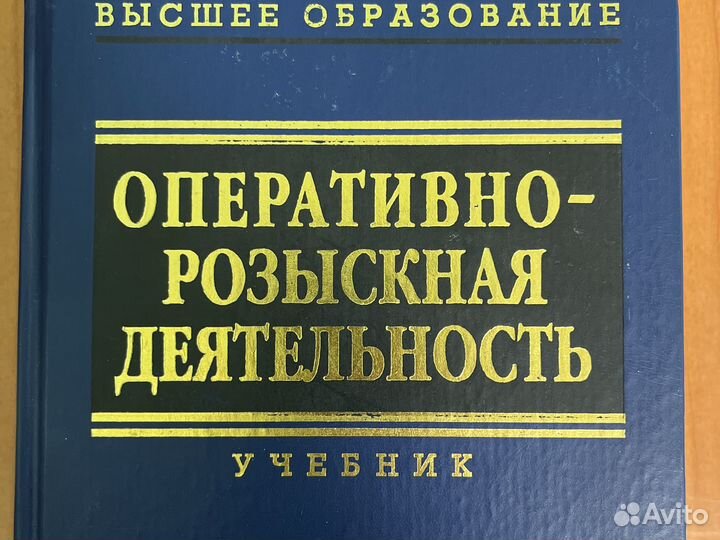 ВЫСШЕЕ ОБРАЗОВАНИЕ
ОПЕРАТИВНО-
РОЗЫСКНАЯ
ДЕЯТЕЛЬНОСТЬ
УЧЕБНИК
Avito